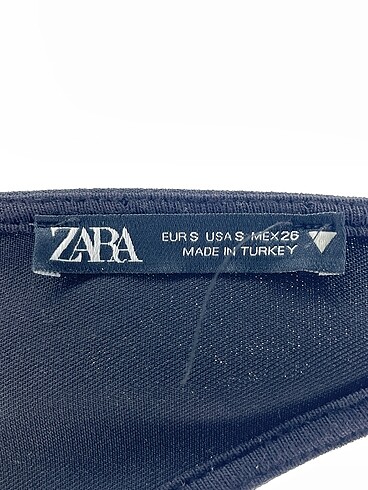 ZARA
EUR S USA S MEX 26
MADE IN TURKEY